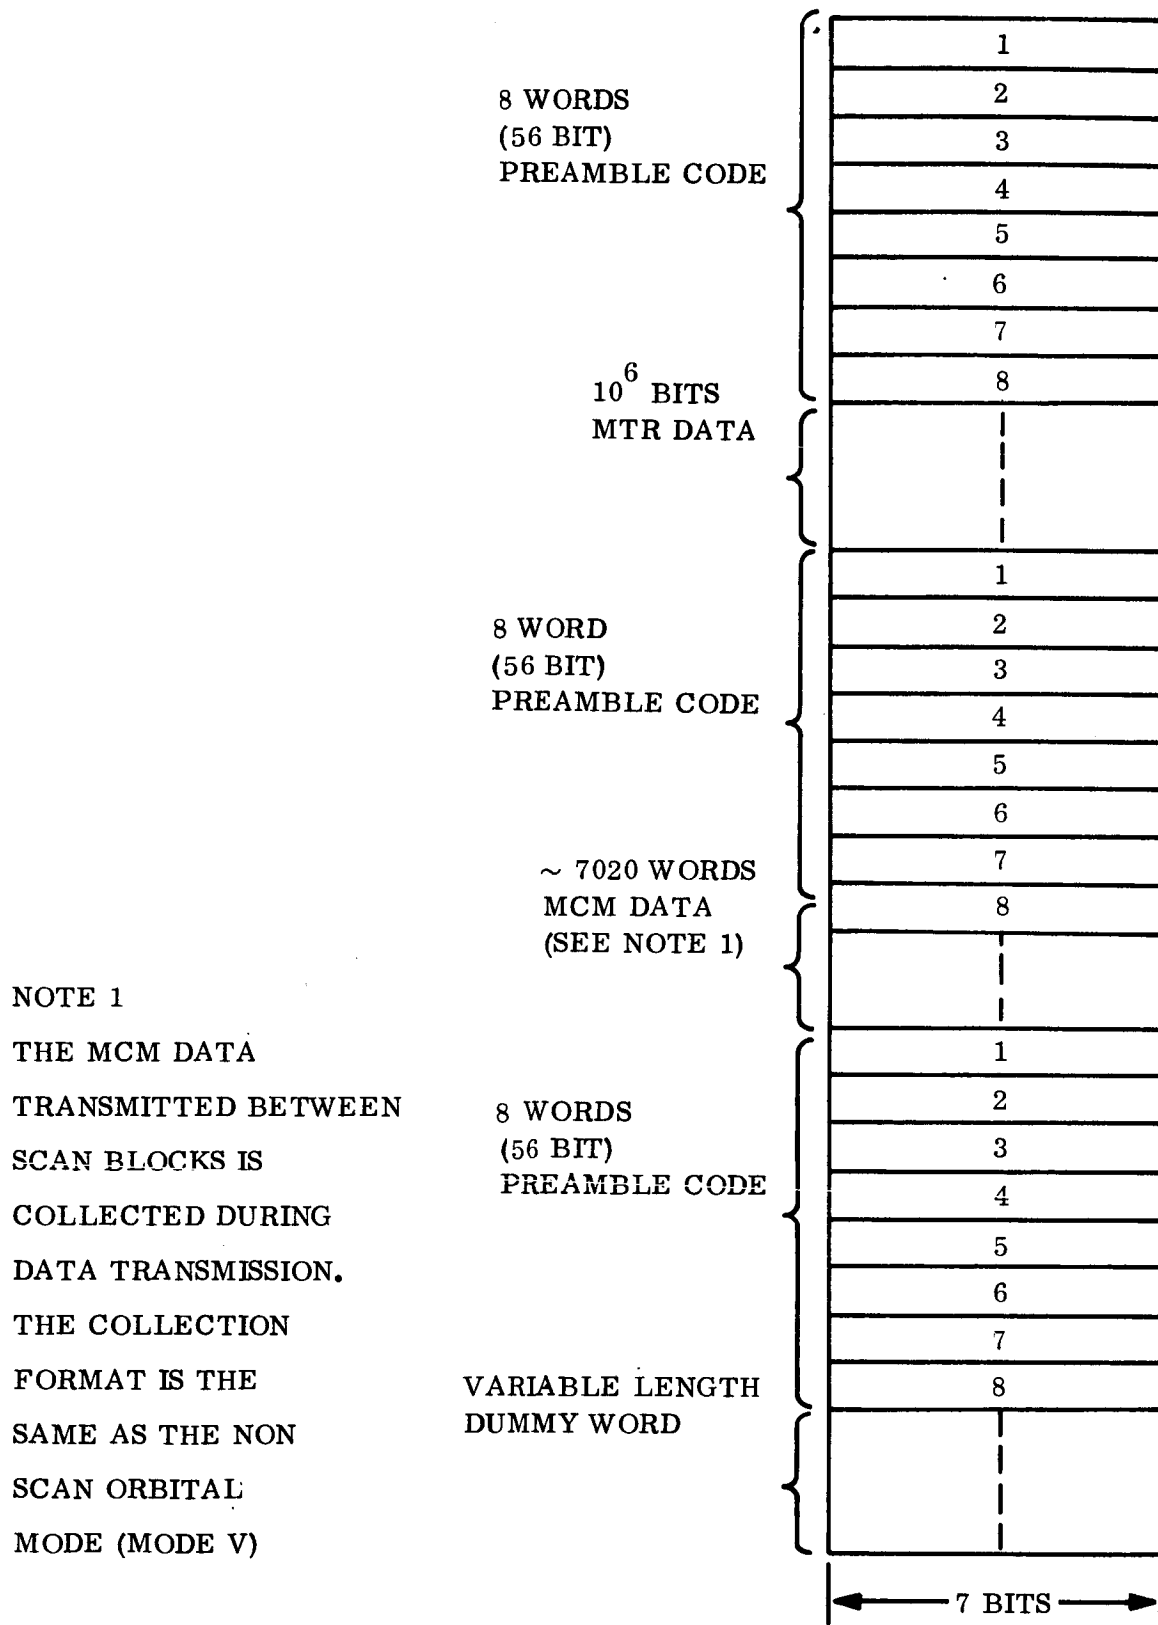 8 WORDS
(56 BIT)
PREAMBLE CODE
1
2
3
4
5
6
7
8
10^6 BITS
MTR DATA
8 WORD
(56 BIT)
PREAMBLE CODE
1
2
3
4
5
6
7
8
~ 7020 WORDS
MCM DATA
(SEE NOTE 1)
8 WORDS
(56 BIT)
PREAMBLE CODE
1
2
3
4
5
6
7
8
VARIABLE LENGTH
DUMMY WORD
7 BITS
NOTE 1
THE MCM DATA
TRANSMITTED BETWEEN
SCAN BLOCKS IS
COLLECTED DURING
DATA TRANSMISSION.
THE COLLECTION
FORMAT IS THE
SAME AS THE NON
SCAN ORBITAL
MODE (MODE V)